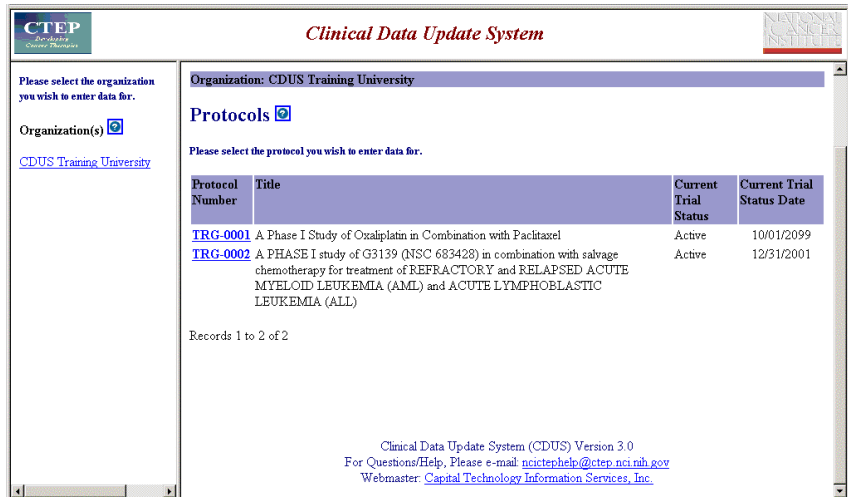 CTEP
Developing
Cancer Therapies
Clinical Data Update System
NATIONAL
CANCER
INSTITUTE
Please select the organization
you wish to enter data for.
Organization(s) ?
CDUS Training University
Organization: CDUS Training University
Protocols ?
Please select the protocol you wish to enter data for.
Protocol Number Title Current Trial Status Current Trial Status Date
TRG-0001 A Phase I Study of Oxaliplatin in Combination with Paclitaxel Active 10/01/2099
TRG-0002 A PHASE I study of G3139 (NSC 683428) in combination with salvage Active 12/31/2001
chemotherapy for treatment of REFRACTORY and RELAPSED ACUTE
MYELOID LEUKEMIA (AML) and ACUTE LYMPHOBLASTIC
LEUKEMIA (ALL)
Records 1 to 2 of 2
Clinical Data Update System (CDUS) Version 3.0
For Questions/Help, Please e-mail: ncictephelp@ctep.nci.nih.gov
Webmaster: Capital Technology Information Services, Inc.